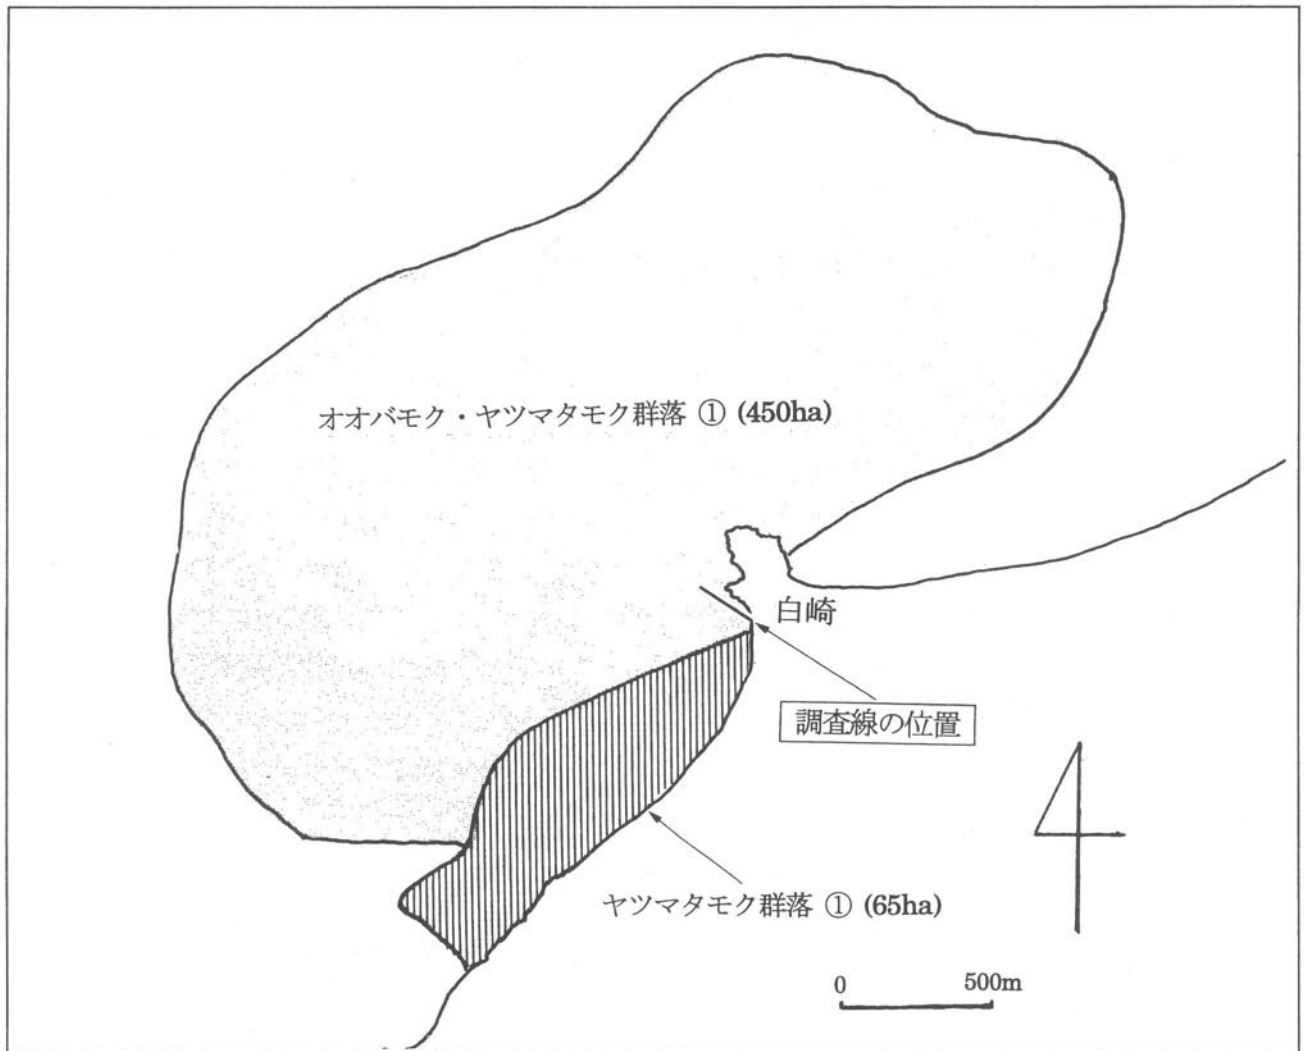 オオバモク・ヤツマタモク群落 ① (450ha)
白崎
調査線の位置
ヤツマタモク群落 ① (65ha)
0 500m